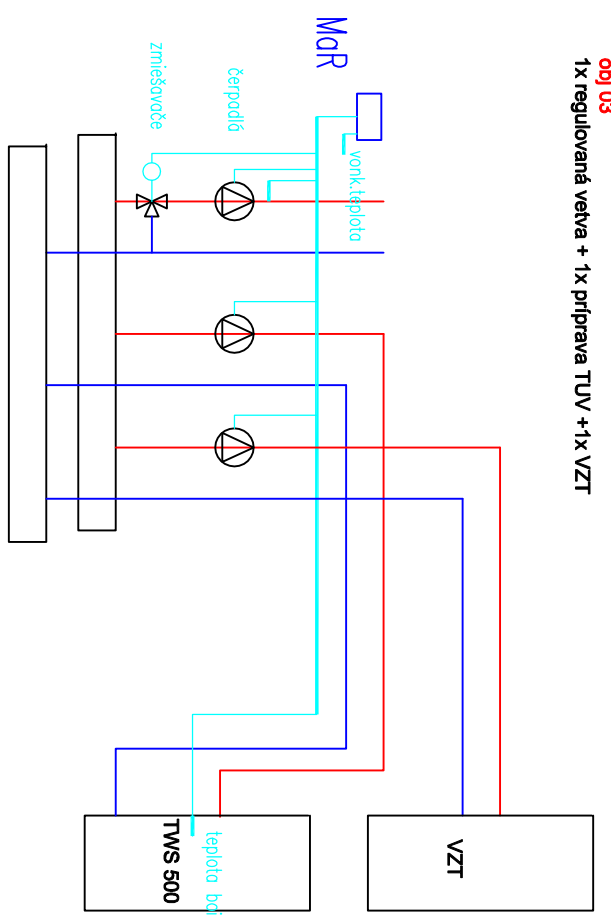 obj 03
1x regulovaná vetva + 1x príprava TUV +1x VZT
MaR
vonk.teplota
čerpadlá
zmiešavače
VZT
teplota boj
TWS 500